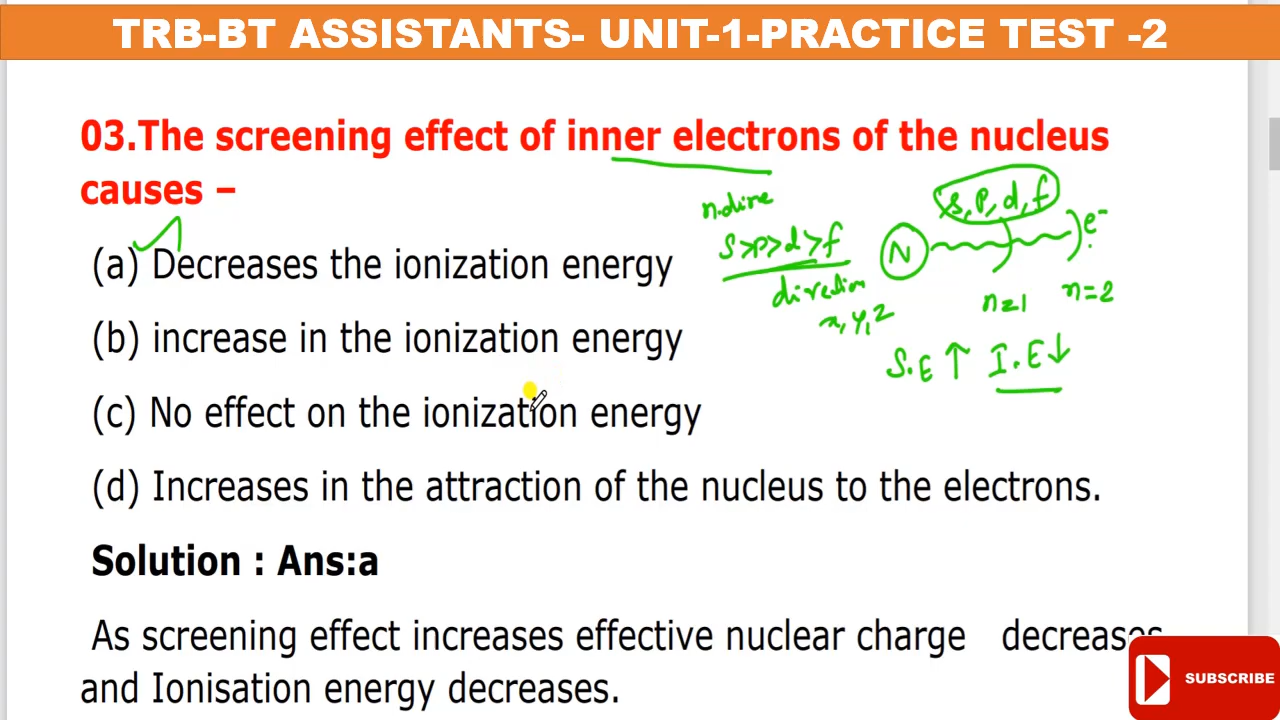 TRB-BT ASSISTANTS- UNIT-1-PRACTICE TEST -2
03.The screening effect of inner electrons of the nucleus
causes –
(a) Decreases the ionization energy
(b) increase in the ionization energy
(c) No effect on the ionization energy
(d) Increases in the attraction of the nucleus to the electrons.
Solution : Ans:a
As screening effect increases effective nuclear charge decreases
and Ionisation energy decreases.
n.dire
s>p>d>f
direction
x, y, z
s, p, d, f
N
e-
n=1
n=2
S.E ↑ I.E ↓
SUBSCRIBE